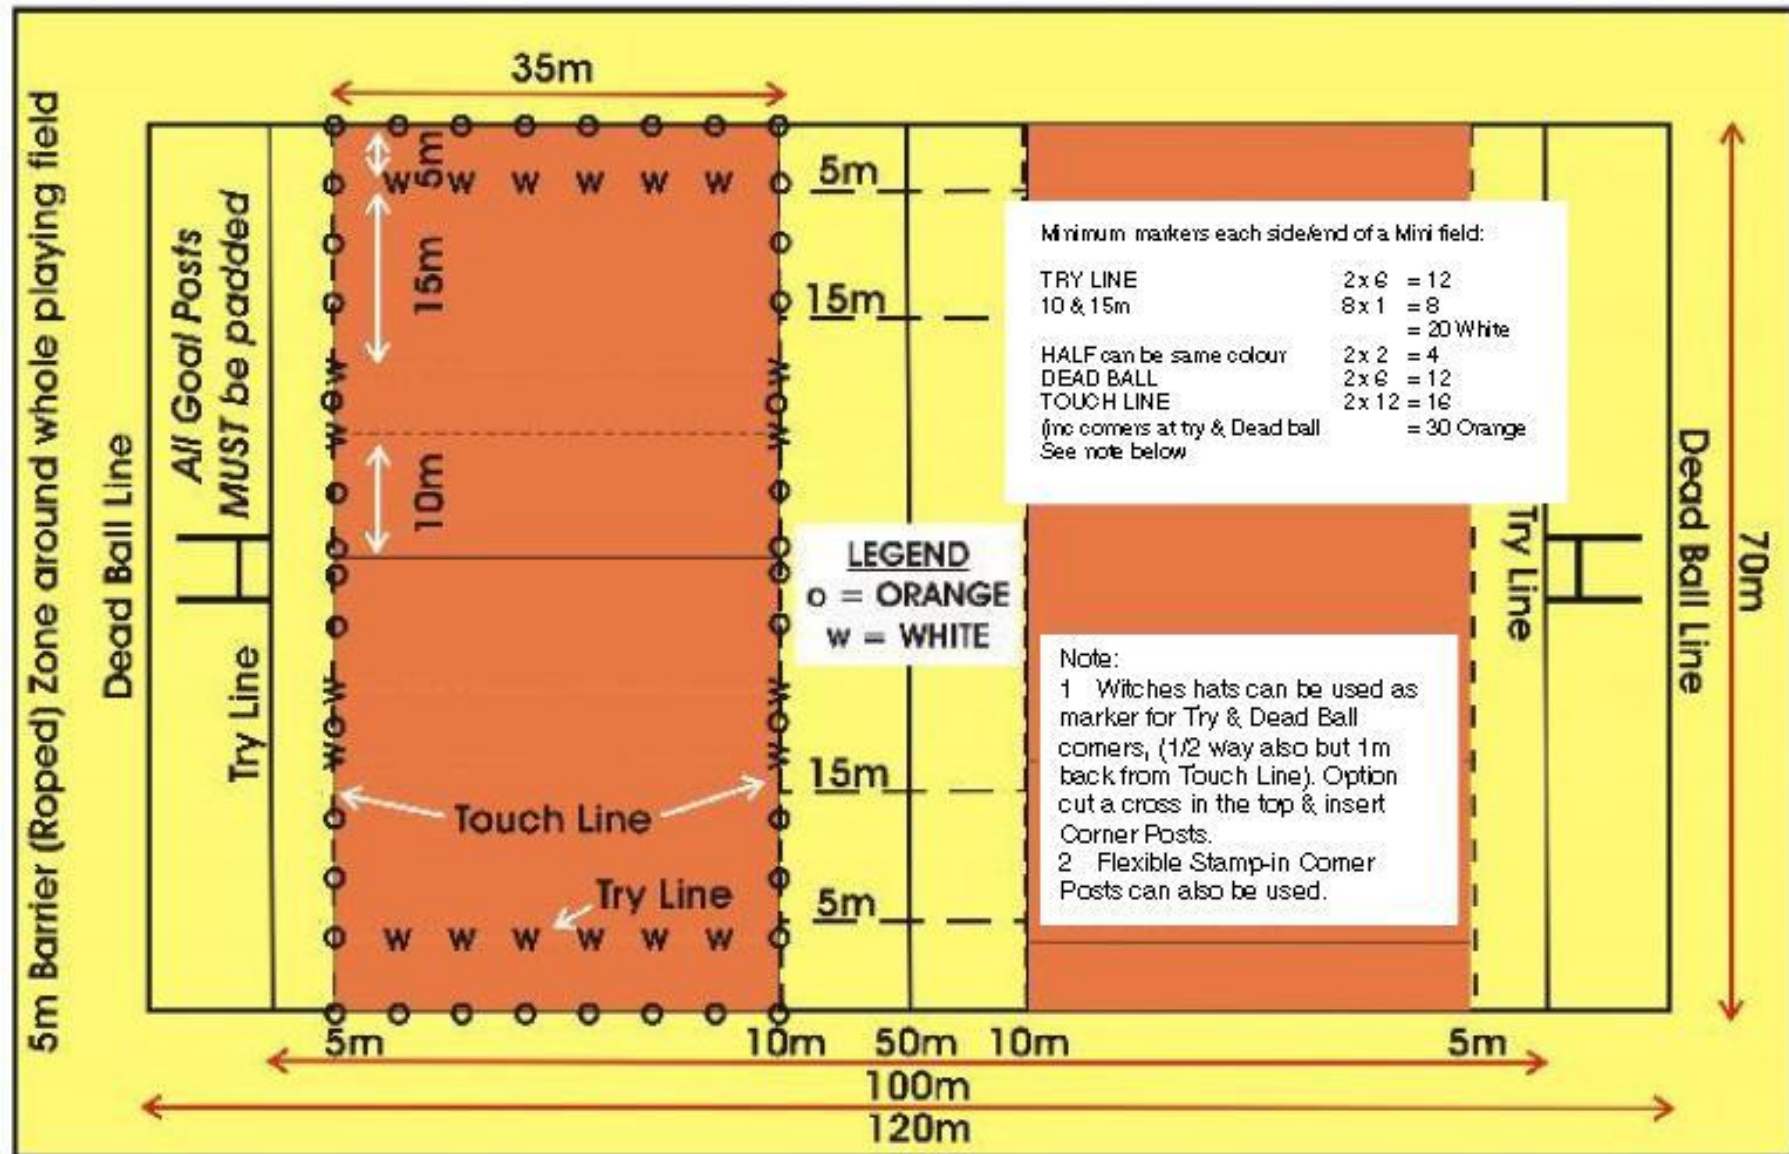 35m
5m Barrier (Roped) Zone around whole playing field
Dead Ball Line
All Goal Posts
MUST be padded
Try Line
o o o o o o o o
5m
o w w w w w w o
15m
o o
o o
w w
o o
w w
10m
o o
o o
o o
o o
w w
o o
w w
Touch Line
o o
o o
Try Line
o w w w w w w o
o o o o o o o o
5m
15m
LEGEND
o = ORANGE
w = WHITE
15m
5m
Minimum markers each side/end of a Mini field:
TRY LINE 2 x 6 = 12
10 & 15m 8 x 1 = 8
= 20 White
HALF can be same colour 2 x 2 = 4
DEAD BALL 2 x 6 = 12
TOUCH LINE 2 x 12 = 16
(inc corners at try & Dead ball = 30 Orange
See note below
Note:
1 Witches hats can be used as
marker for Try & Dead Ball
corners, (1/2 way also but 1m
back from Touch Line). Option
cut a cross in the top & insert
Corner Posts.
2 Flexible Stamp-in Corner
Posts can also be used.
Try Line
Dead Ball Line
70m
5m 10m 50m 10m 5m
100m
120m